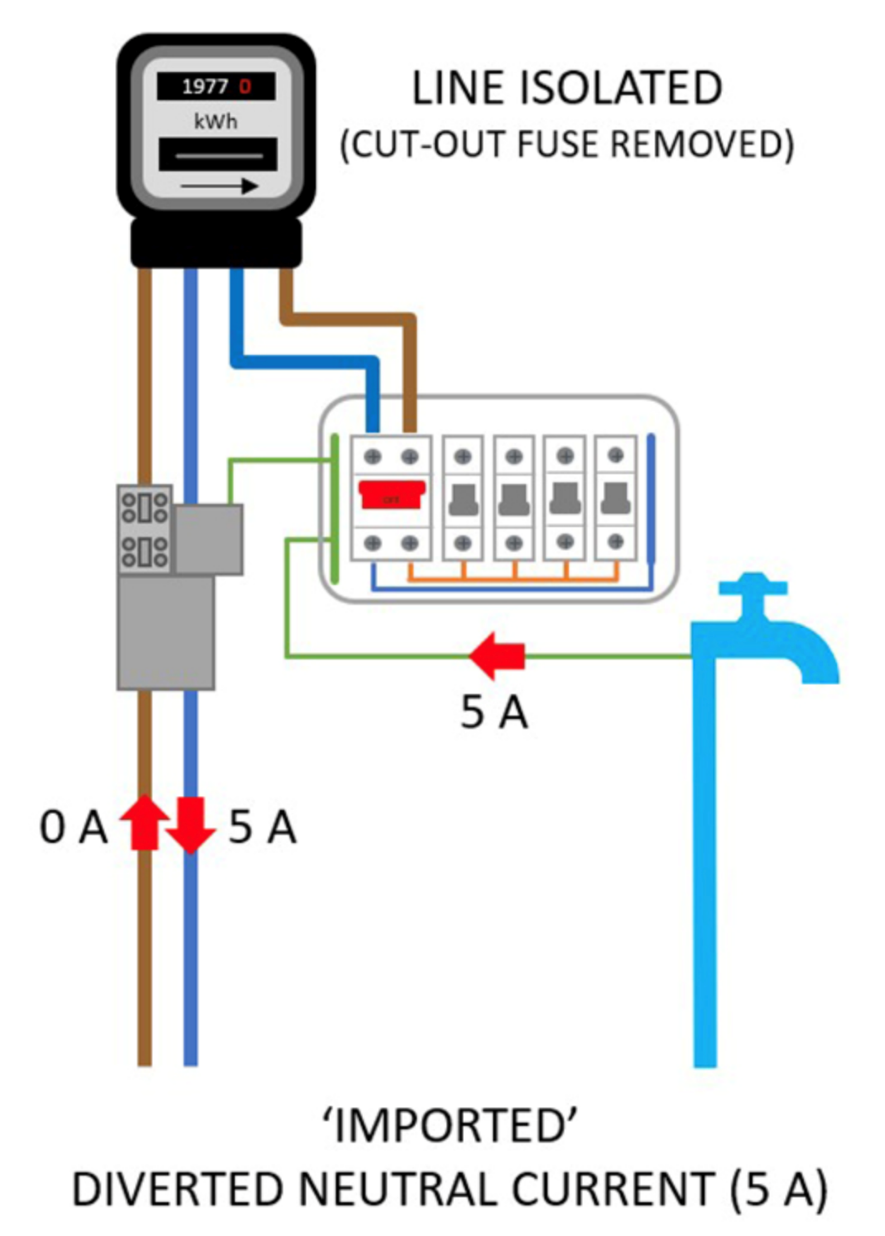 1977 0
kWh
LINE ISOLATED
(CUT-OUT FUSE REMOVED)
5 A
0 A
5 A
‘IMPORTED’
DIVERTED NEUTRAL CURRENT (5 A)